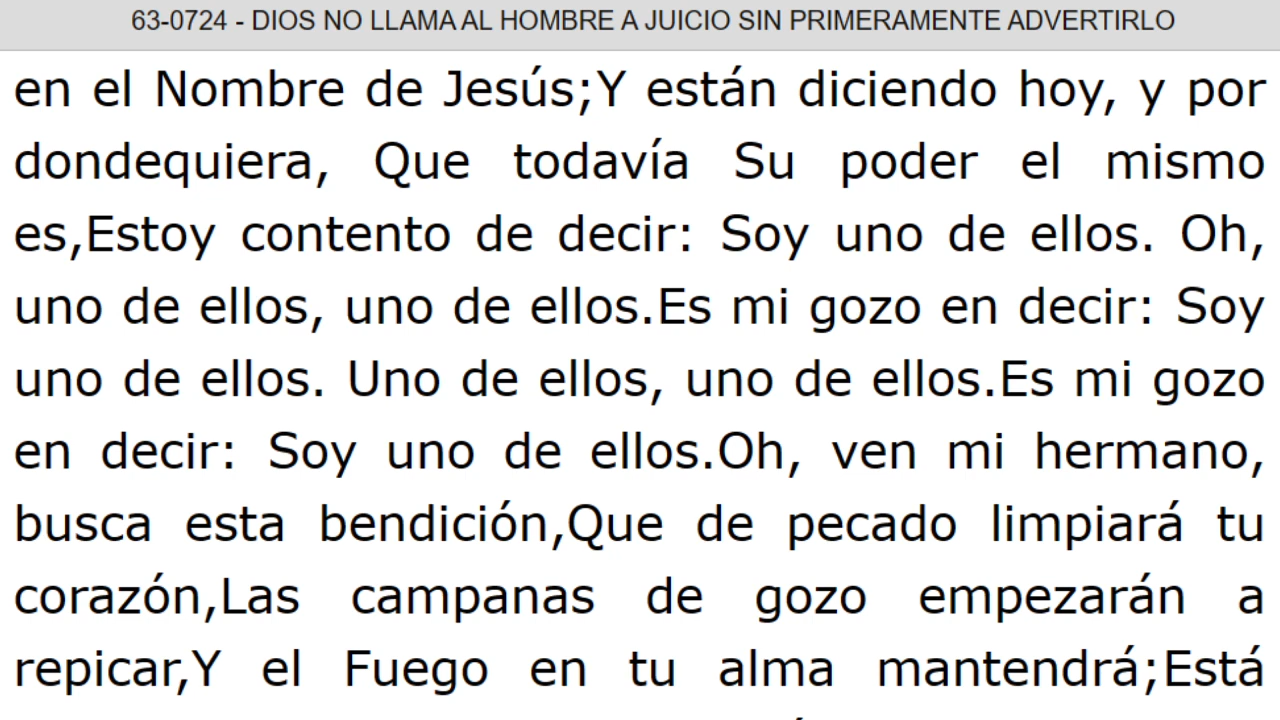 63-0724 - DIOS NO LLAMA AL HOMBRE A JUICIO SIN PRIMERAMENTE ADVERTIRLO
en el Nombre de Jesús;Y están diciendo hoy, y por
dondequiera, Que todavía Su poder el mismo
es,Estoy contento de decir: Soy uno de ellos. Oh,
uno de ellos, uno de ellos.Es mi gozo en decir: Soy
uno de ellos. Uno de ellos, uno de ellos.Es mi gozo
en decir: Soy uno de ellos.Oh, ven mi hermano,
busca esta bendición,Que de pecado limpiará tu
corazón,Las campanas de gozo empezarán a
repicar,Y el Fuego en tu alma mantendrá;Está